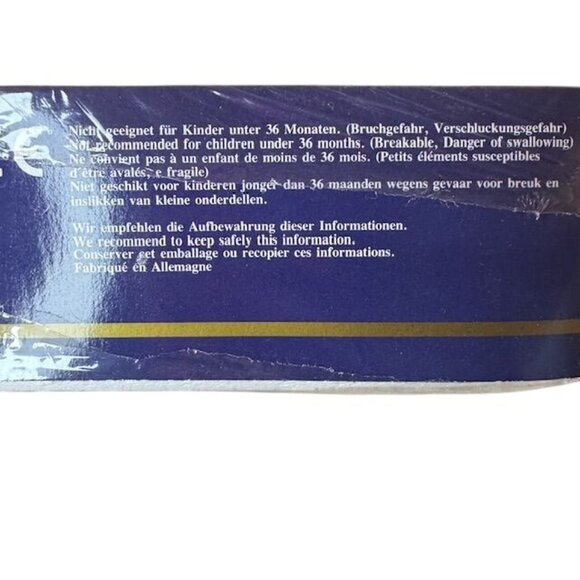 Nicht geeignet für Kinder unter 36 Monaten. (Bruchgefahr, Verschluckungsgefahr)
Not recommended for children under 36 months. (Breakable, Danger of swallowing)
Ne convient pas à un enfant de moins de 36 mois. (Petits éléments susceptibles
d'être avalés, e fragile)
Niet geschikt voor kinderen jonger dan 36 maanden wegens gevaar voor breuk en
inslikken van kleine onderdellen.
Wir empfehlen die Aufbewahrung dieser Informationen.
We recommend to keep safely this information.
Conserver cet emballage ou recopier ces informations.
Fabriqué en Allemagne